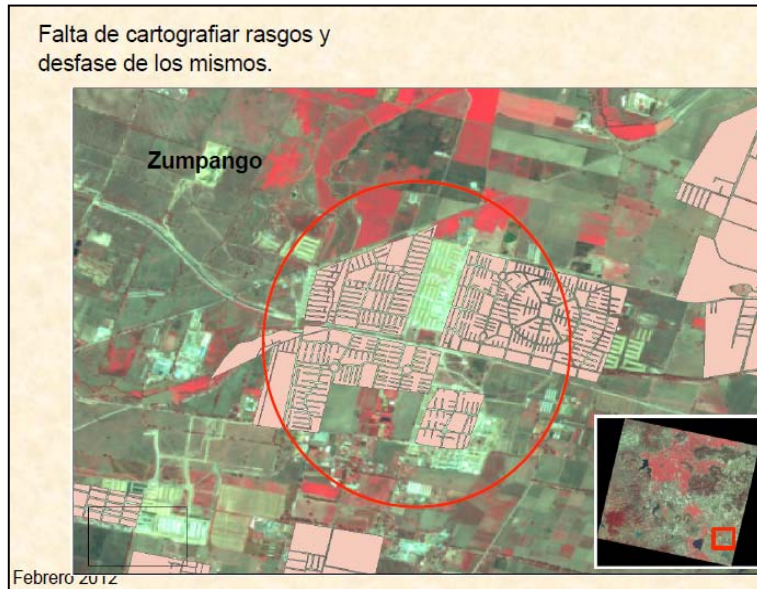 Falta de cartografiar rasgos y
desfase de los mismos.
Zumpango
Febrero 2012